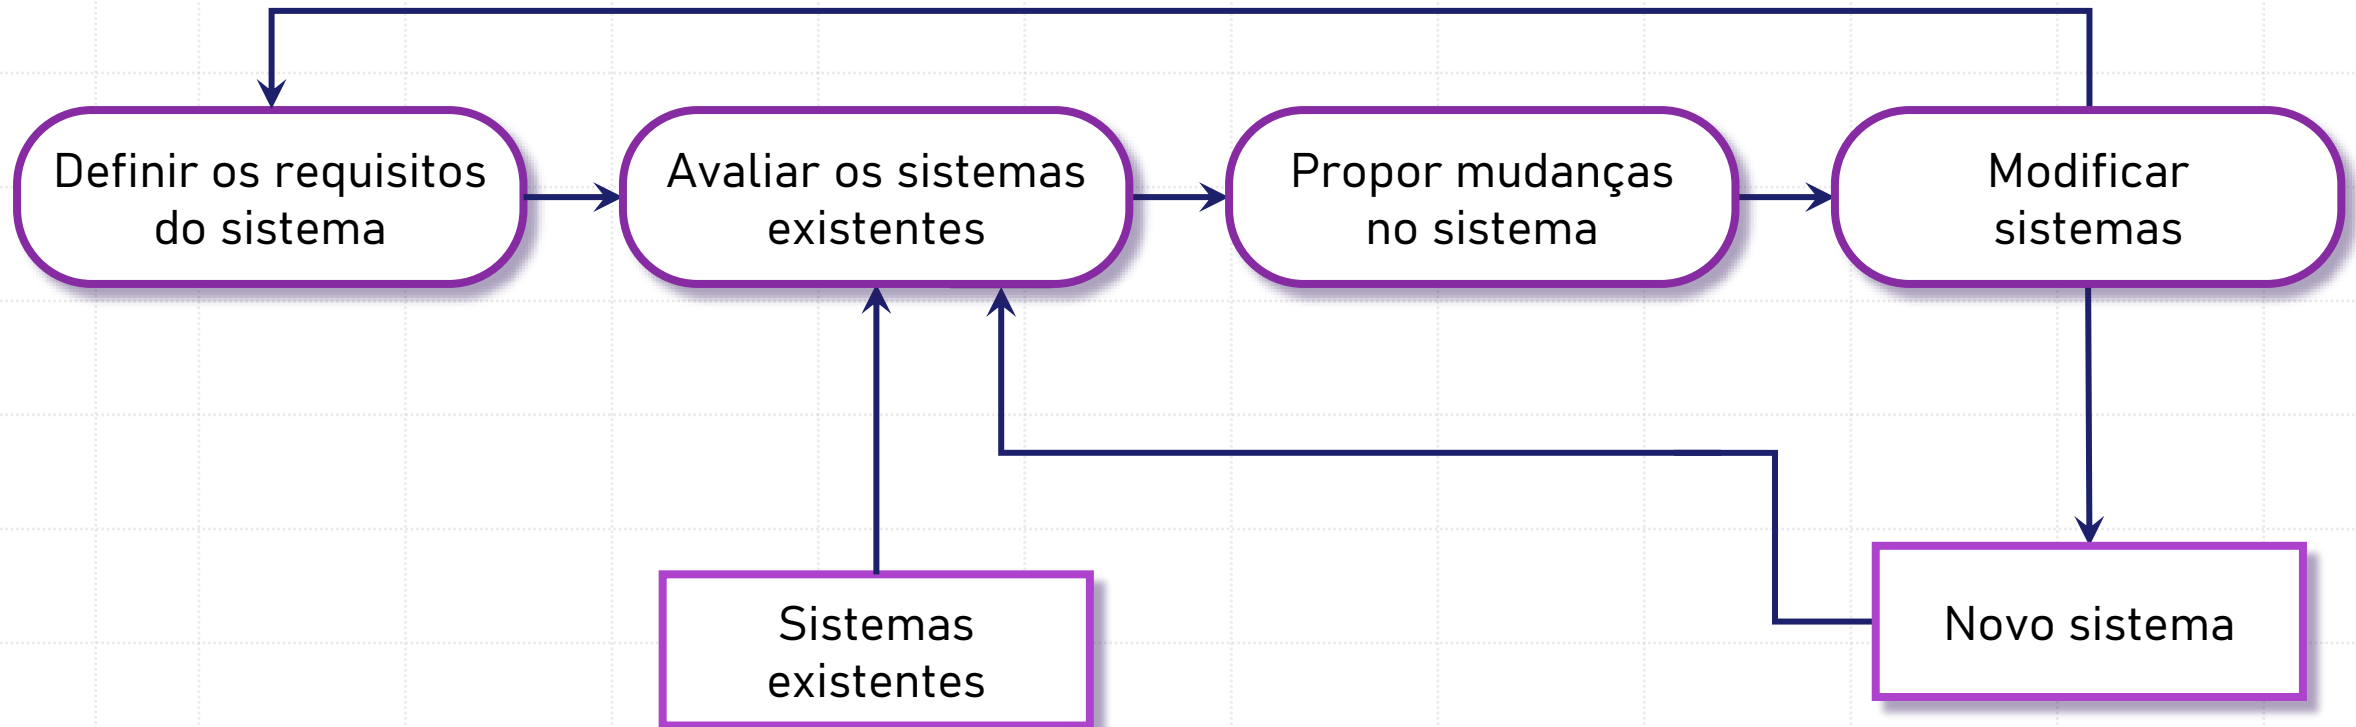 Definir os requisitos
do sistema
Avaliar os sistemas
existentes
Propor mudanças
no sistema
Modificar
sistemas
Sistemas
existentes
Novo sistema